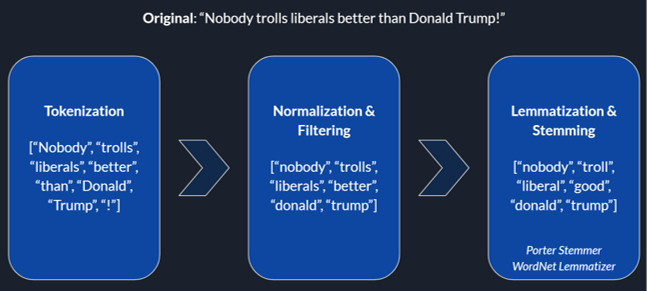 Original: “Nobody trolls liberals better than Donald Trump!”
Tokenization
[“Nobody”, “trolls”,
“liberals”, “better”,
“than”, “Donald”,
“Trump”, “!”]
Normalization &
Filtering
[“nobody”, “trolls”,
“liberals”, “better”,
“donald”, “trump”]
Lemmatization &
Stemming
[“nobody”, “troll”,
“liberal”, “good”,
“donald”, “trump”]
Porter Stemmer
WordNet Lemmatizer